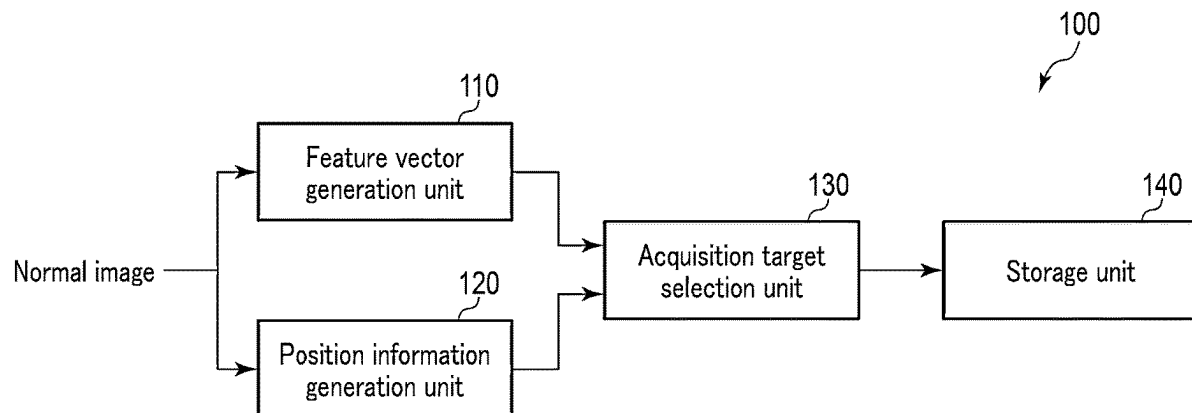 100
110
Feature vector
generation unit
130
140
Normal image
Acquisition target
selection unit
Storage unit
120
Position information
generation unit